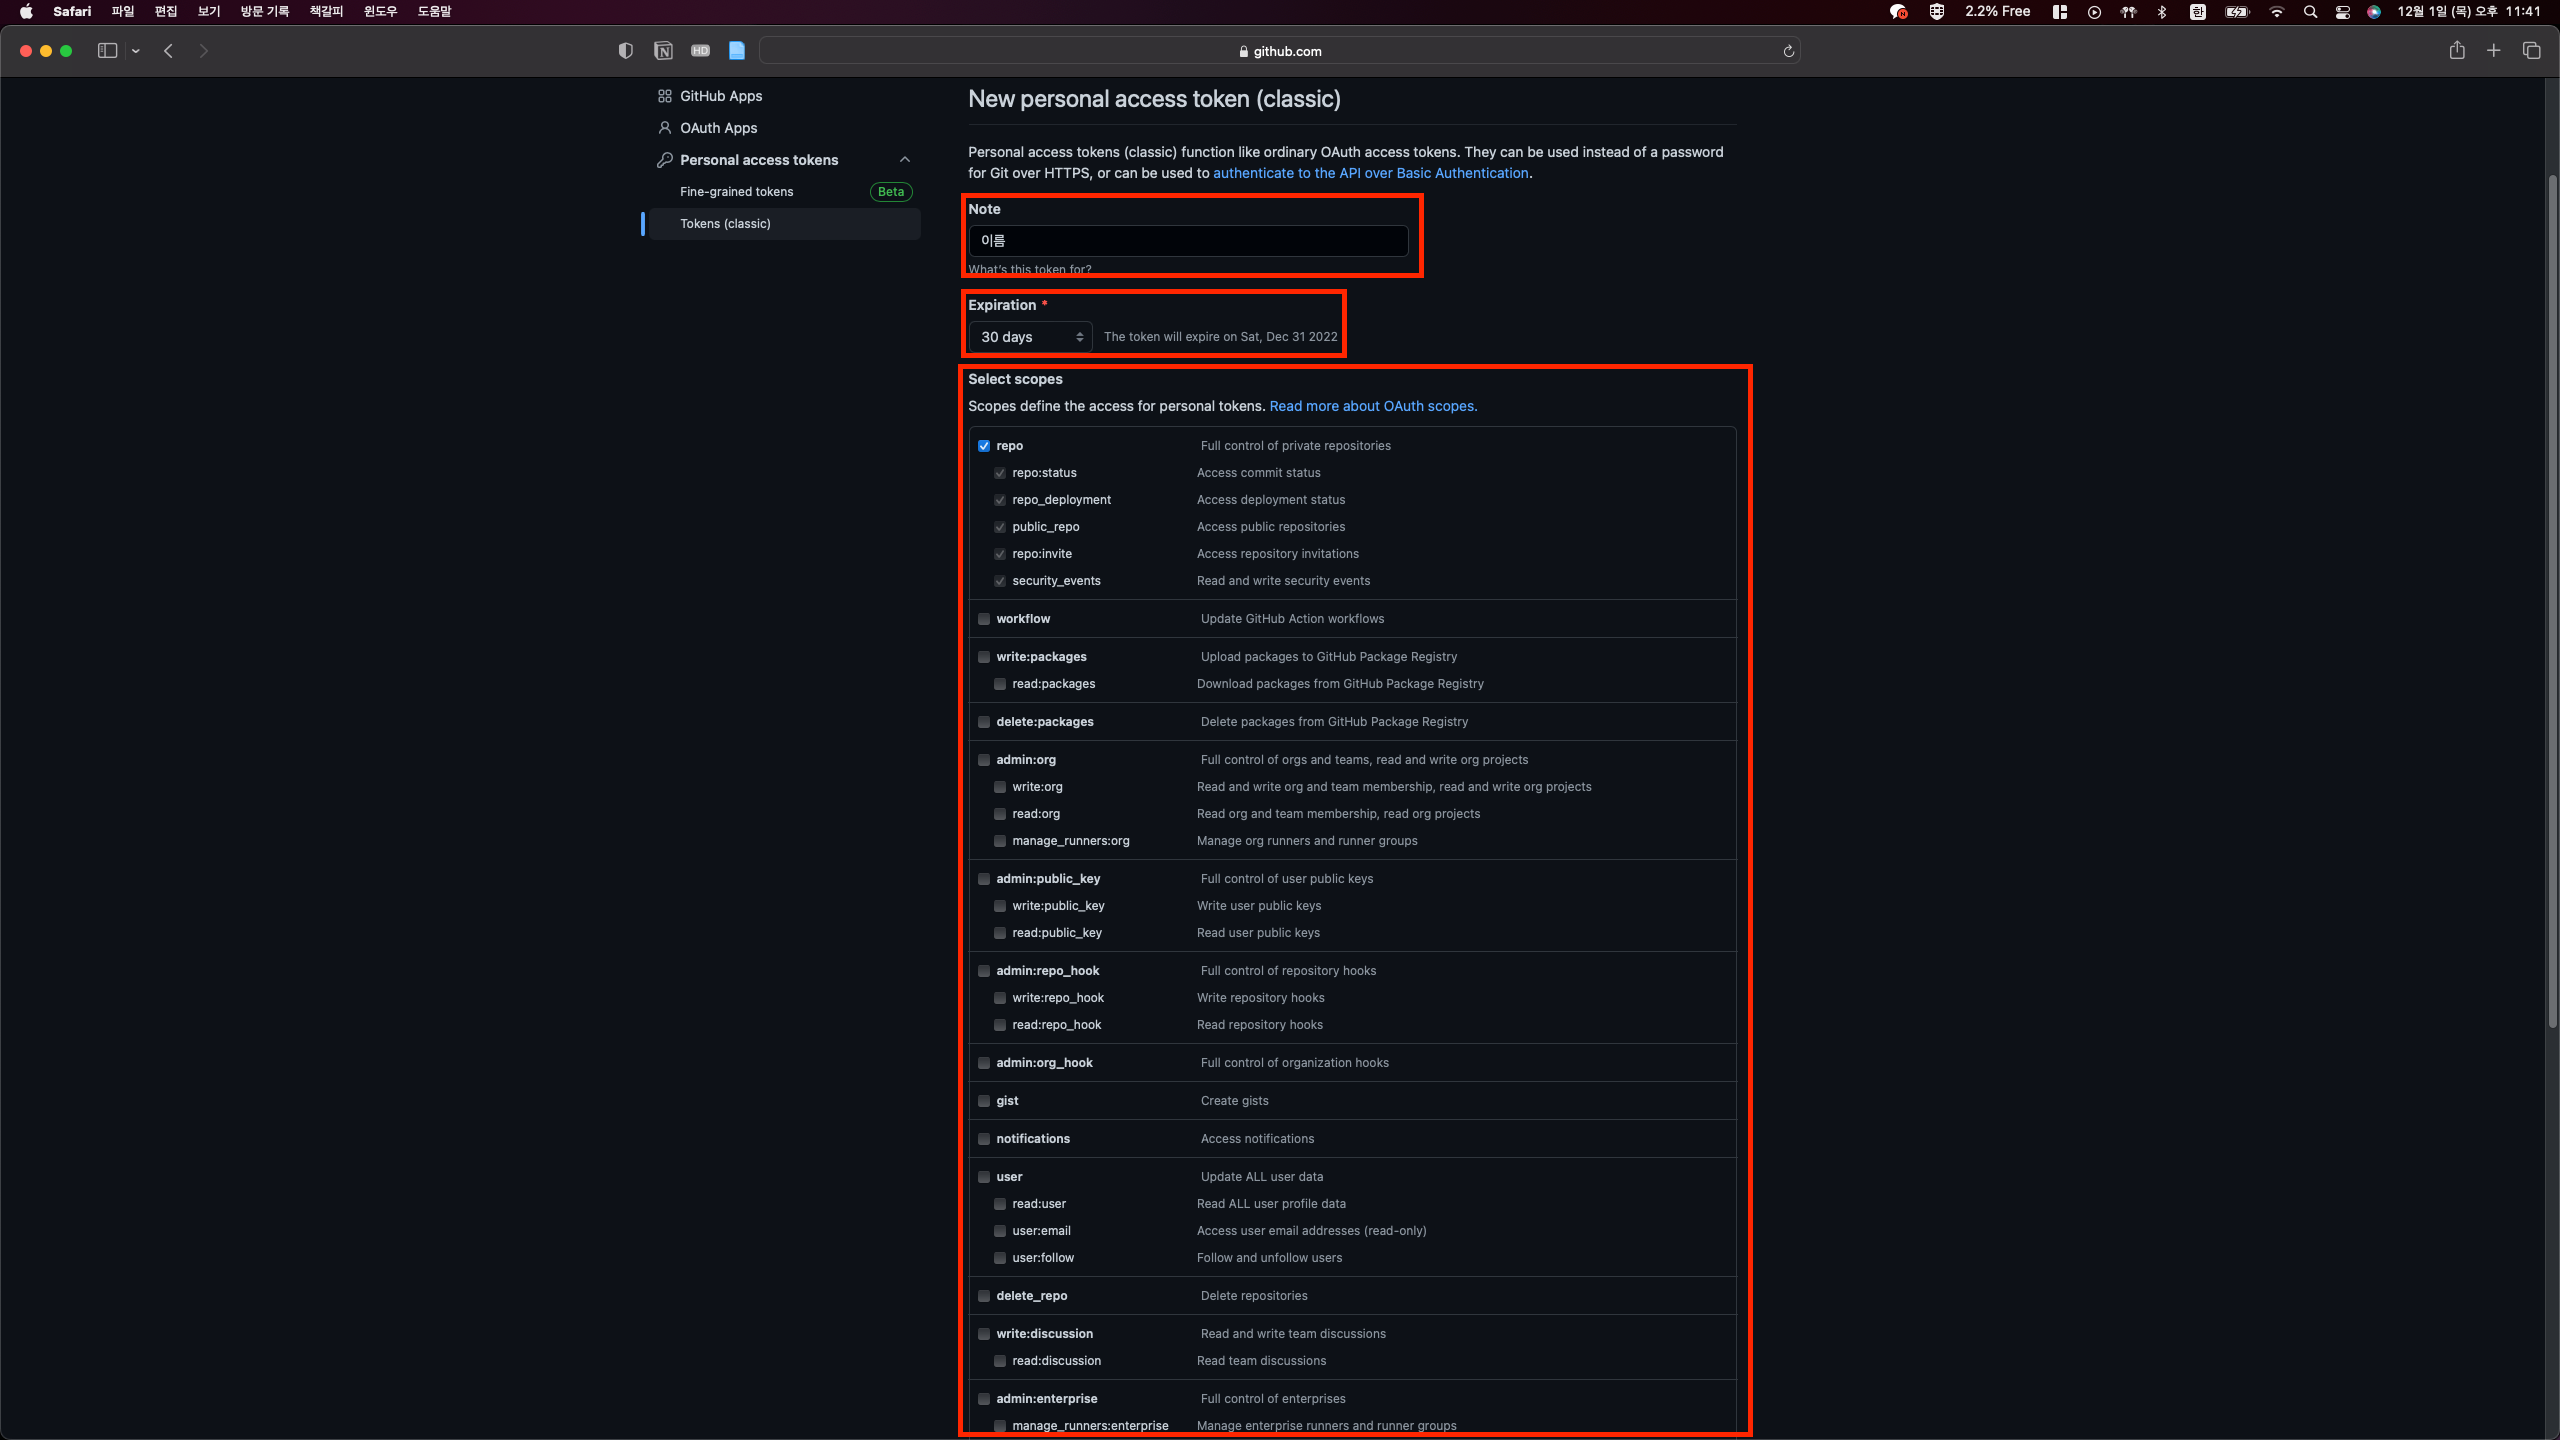 Safari 파일 편집 보기 방문 기록 책갈피 윈도우 도움말
2.2% Free 한 12월 1일 (목) 오후 11:41
HD github.com
GitHub Apps
OAuth Apps
Personal access tokens
Fine-grained tokens Beta
Tokens (classic)
New personal access token (classic)
Personal access tokens (classic) function like ordinary OAuth access tokens. They can be used instead of a password
for Git over HTTPS, or can be used to authenticate to the API over Basic Authentication.
Note
이름
What's this token for?
Expiration *
30 days The token will expire on Sat, Dec 31 2022
Select scopes
Scopes define the access for personal tokens. Read more about OAuth scopes.
repo Full control of private repositories
repo:status Access commit status
repo_deployment Access deployment status
public_repo Access public repositories
repo:invite Access repository invitations
security_events Read and write security events
workflow Update GitHub Action workflows
write:packages Upload packages to GitHub Package Registry
read:packages Download packages from GitHub Package Registry
delete:packages Delete packages from GitHub Package Registry
admin:org Full control of orgs and teams, read and write org projects
write:org Read and write org and team membership, read and write org projects
read:org Read org and team membership, read org projects
manage_runners:org Manage org runners and runner groups
admin:public_key Full control of user public keys
write:public_key Write user public keys
read:public_key Read user public keys
admin:repo_hook Full control of repository hooks
write:repo_hook Write repository hooks
read:repo_hook Read repository hooks
admin:org_hook Full control of organization hooks
gist Create gists
notifications Access notifications
user Update ALL user data
read:user Read ALL user profile data
user:email Access user email addresses (read-only)
user:follow Follow and unfollow users
delete_repo Delete repositories
write:discussion Read and write team discussions
read:discussion Read team discussions
admin:enterprise Full control of enterprises
manage_runners:enterprise Manage enterprise runners and runner groups